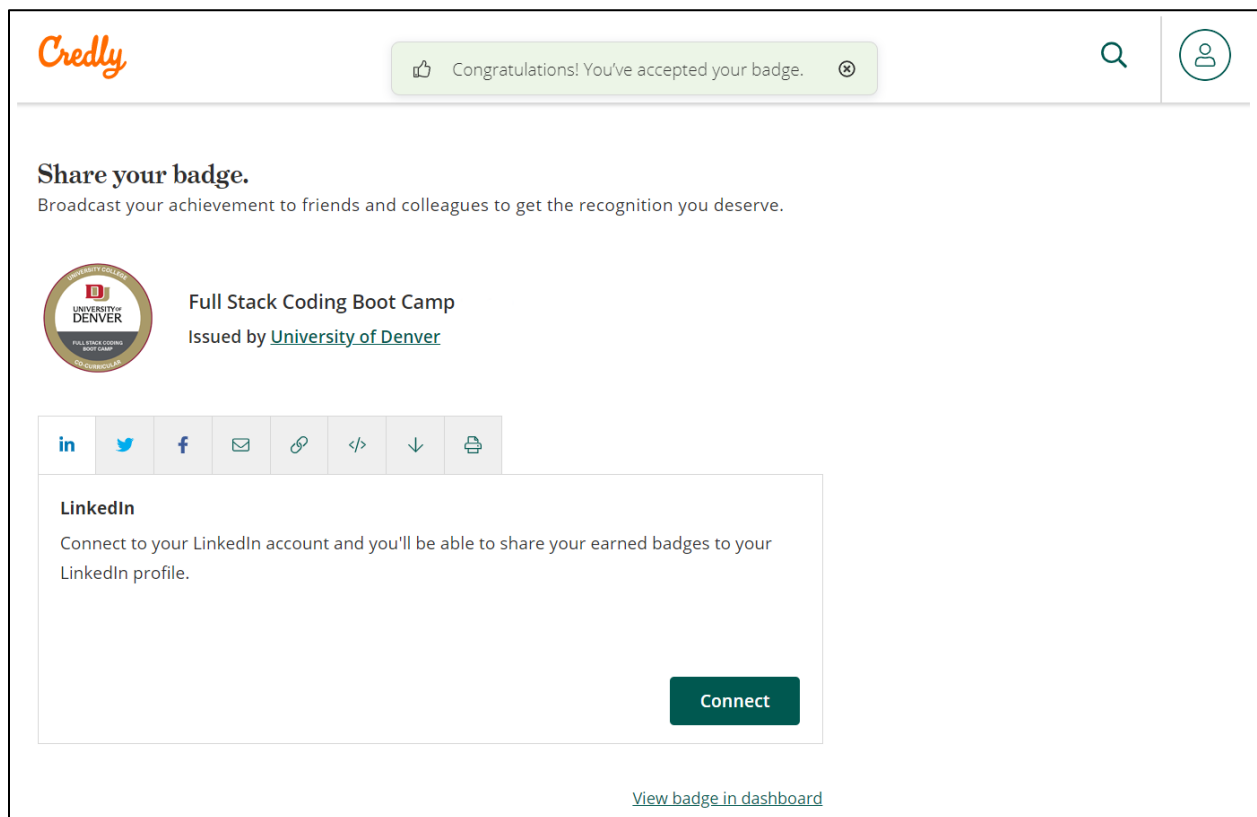 Credly
Congratulations! You've accepted your badge.
Share your badge.
Broadcast your achievement to friends and colleagues to get the recognition you deserve.
UNIVERSITY COLLEGE
UNIVERSITY OF
DENVER
FULL STACK CODING
BOOT CAMP
CO-CURRICULAR
Full Stack Coding Boot Camp
Issued by University of Denver
in
f
</>
LinkedIn
Connect to your LinkedIn account and you'll be able to share your earned badges to your
LinkedIn profile.
Connect
View badge in dashboard